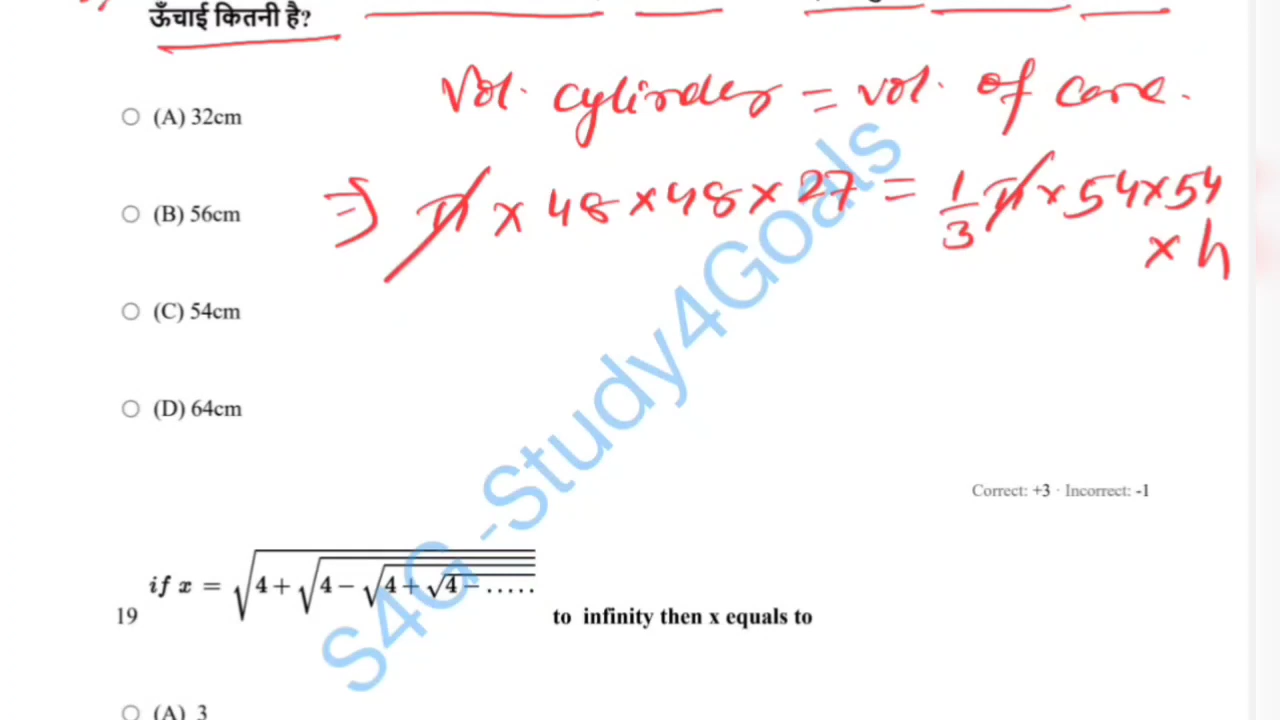 ऊँचाई कितनी है?
Vol. cylinder = vol. of cone.
(A) 32cm
⇒ π × 48 × 48 × 27 = 1/3 π × 54 × 54
× h
(B) 56cm
(C) 54cm
(D) 64cm
Correct: +3 · Incorrect: -1
if x = √4 + √4 − √4 + √4 − .....
19 to infinity then x equals to
(A) 3
S4G -Study4Goals